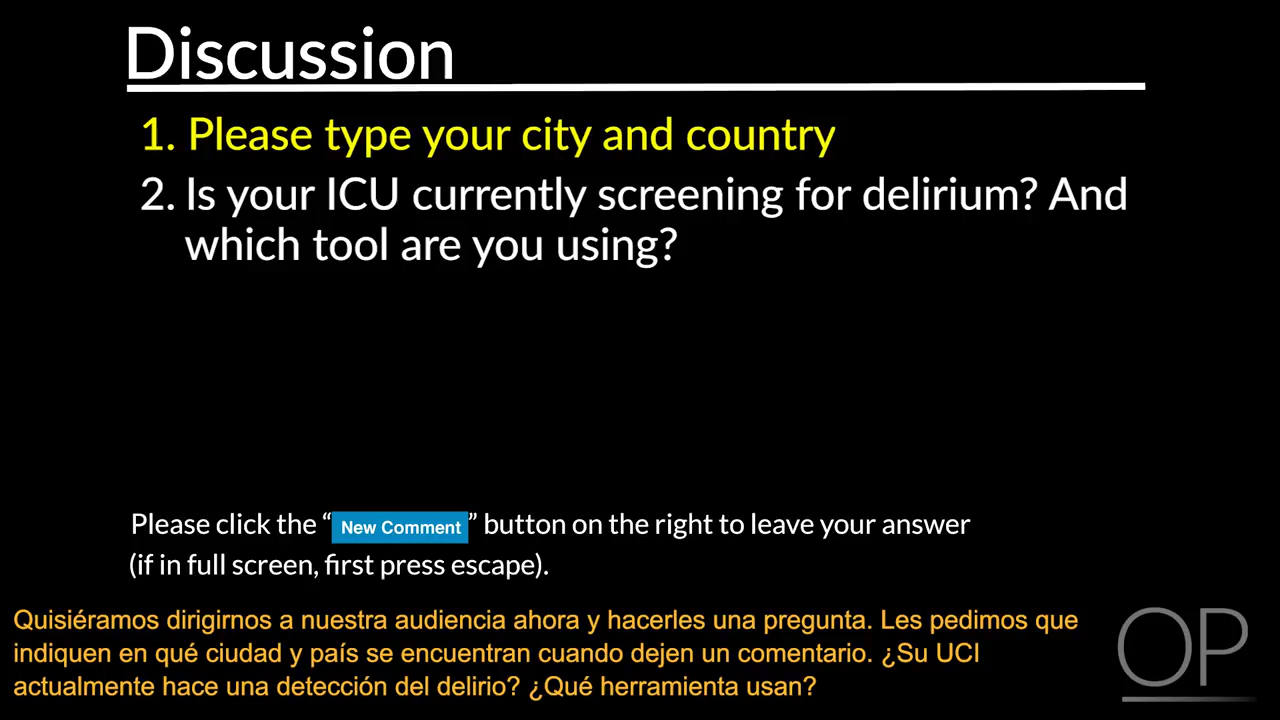 Discussion
1. Please type your city and country
2. Is your ICU currently screening for delirium? And
which tool are you using?
Please click the “New Comment” button on the right to leave your answer
(if in full screen, first press escape).
Quisiéramos dirigirnos a nuestra audiencia ahora y hacerles una pregunta. Les pedimos que
indiquen en qué ciudad y país se encuentran cuando dejen un comentario. ¿Su UCI
actualmente hace una detección del delirio? ¿Qué herramienta usan?
OP